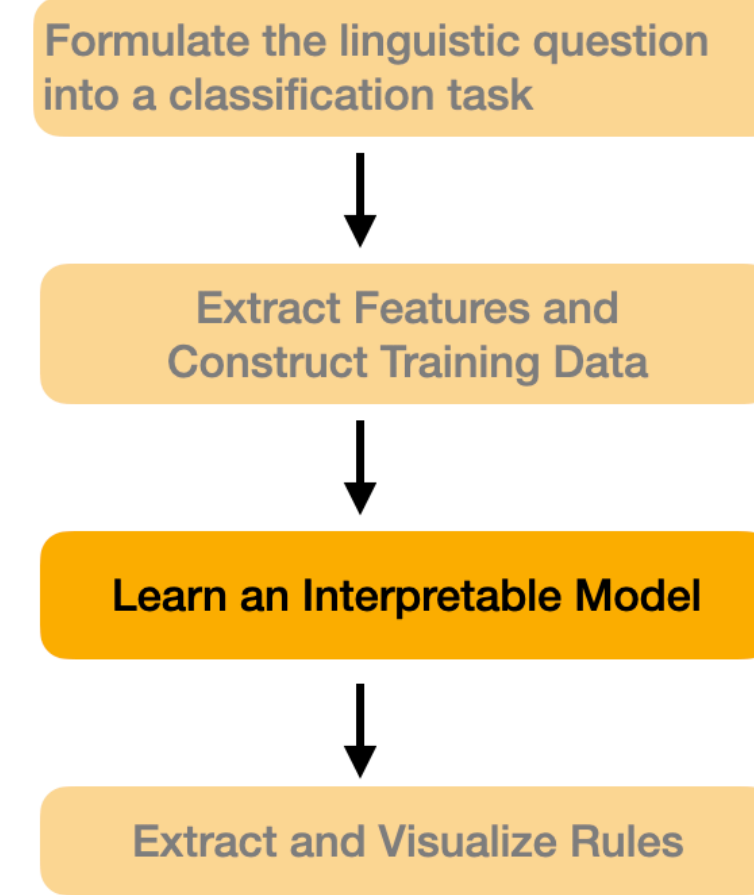 Formulate the linguistic question
into a classification task
Extract Features and
Construct Training Data
Learn an Interpretable Model
Extract and Visualize Rules